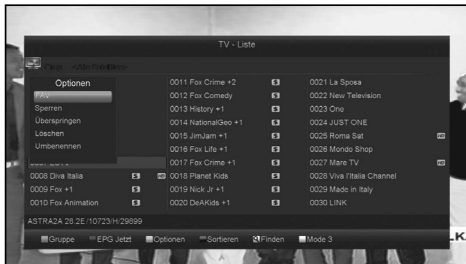 TV - Liste
Optionen
FAV
Sperren
Überspringen
Löschen
Umbenennen
0008 Diva Italia
0009 Fox +1
0010 Fox Animation
0011 Fox Crime +2
0012 Fox Comedy
0013 History +1
0014 NationalGeo +1
0015 JimJam +1
0016 Fox Life +1
0017 Fox Crime +1
0018 Planet Kids
0019 Nick Jr +1
0020 DeAKids +1
0021 La Sposa
0022 New Television
0023 One
0024 JUST ONE
0025 Roma Sat
0026 Mondo Shop
0027 Mare TV
0028 Viva l'Italia Channel
0029 Made in Italy
0030 LINK
ASTRA2A 28.2E /10723/H/29899
Gruppe EPG Jetzt Optionen Sortieren Finden Mode 3